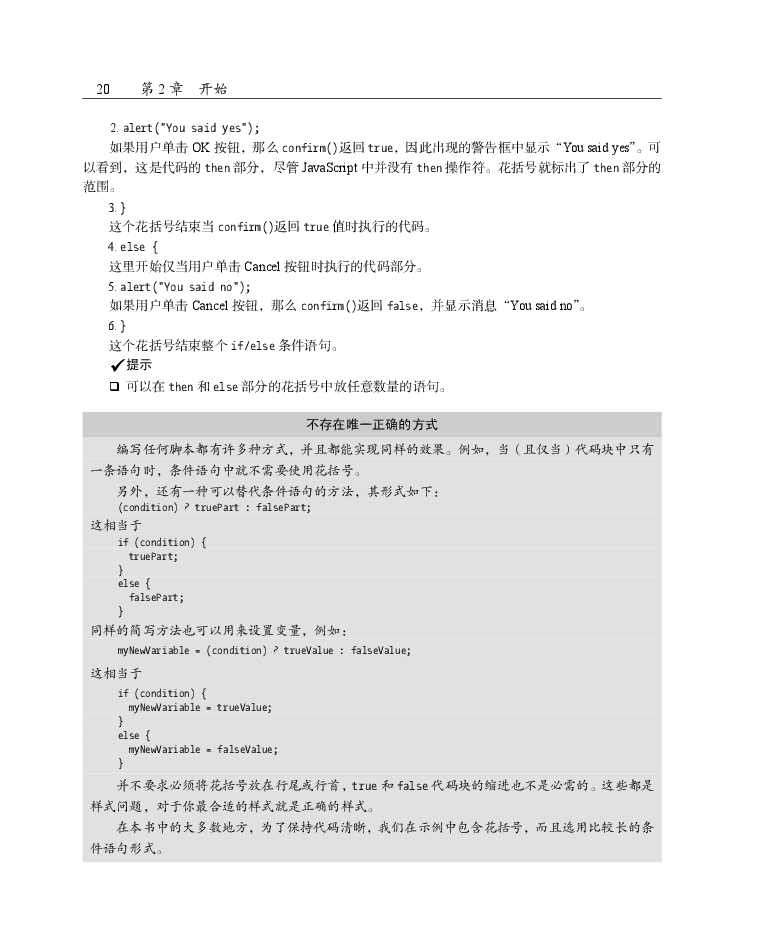 20 第 2 章 开始
2. alert("You said yes");
如果用户单击 OK 按钮，那么 confirm()返回 true，因此出现的警告框中显示“You said yes”。可
以看到，这是代码的 then 部分，尽管 JavaScript 中并没有 then 操作符。花括号就标出了 then 部分的
范围。
3. }
这个花括号结束当 confirm()返回 true 值时执行的代码。
4. else {
这里开始仅当用户单击 Cancel 按钮时执行的代码部分。
5. alert("You said no");
如果用户单击 Cancel 按钮，那么 confirm()返回 false，并显示消息“You said no”。
6. }
这个花括号结束整个 if/else 条件语句。
✔提示
❑ 可以在 then 和 else 部分的花括号中放任意数量的语句。
不存在唯一正确的方式
编写任何脚本都有许多种方式，并且都能实现同样的效果。例如，当（且仅当）代码块中只有
一条语句时，条件语句中就不需要使用花括号。
另外，还有一种可以替代条件语句的方法，其形式如下：
(condition) ? truePart : falsePart;
这相当于
if (condition) {
truePart;
}
else {
falsePart;
}
同样的简写方法也可以用来设置变量，例如：
myNewVariable = (condition) ? trueValue : falseValue;
这相当于
if (condition) {
myNewVariable = trueValue;
}
else {
myNewVariable = falseValue;
}
并不要求必须将花括号放在行尾或行首，true 和 false 代码块的缩进也不是必需的。这些都是
样式问题，对于你最合适的样式就是正确的样式。
在本书中的大多数地方，为了保持代码清晰，我们在示例中包含花括号，而且选用比较长的条
件语句形式。